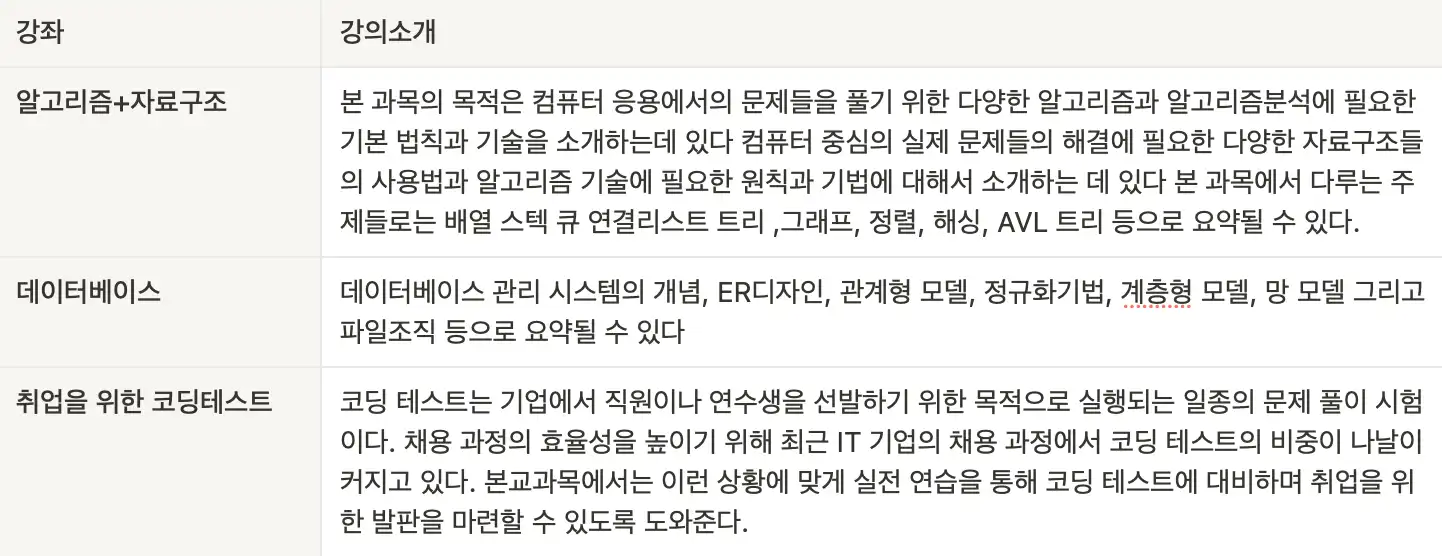 강좌
강의소개
알고리즘+자료구조
본 과목의 목적은 컴퓨터 응용에서의 문제들을 풀기 위한 다양한 알고리즘과 알고리즘분석에 필요한
기본 법칙과 기술을 소개하는데 있다 컴퓨터 중심의 실제 문제들의 해결에 필요한 다양한 자료구조들
의 사용법과 알고리즘 기술에 필요한 원칙과 기법에 대해서 소개하는 데 있다 본 과목에서 다루는 주
제들로는 배열 스텍 큐 연결리스트 트리 ,그래프, 정렬, 해싱, AVL 트리 등으로 요약될 수 있다.
데이터베이스
데이터베이스 관리 시스템의 개념, ER디자인, 관계형 모델, 정규화기법, 계층형 모델, 망 모델 그리고
파일조직 등으로 요약될 수 있다
취업을 위한 코딩테스트
코딩 테스트는 기업에서 직원이나 연수생을 선발하기 위한 목적으로 실행되는 일종의 문제 풀이 시험
이다. 채용 과정의 효율성을 높이기 위해 최근 IT 기업의 채용 과정에서 코딩 테스트의 비중이 나날이
커지고 있다. 본교과목에서는 이런 상황에 맞게 실전 연습을 통해 코딩 테스트에 대비하며 취업을 위
한 발판을 마련할 수 있도록 도와준다.